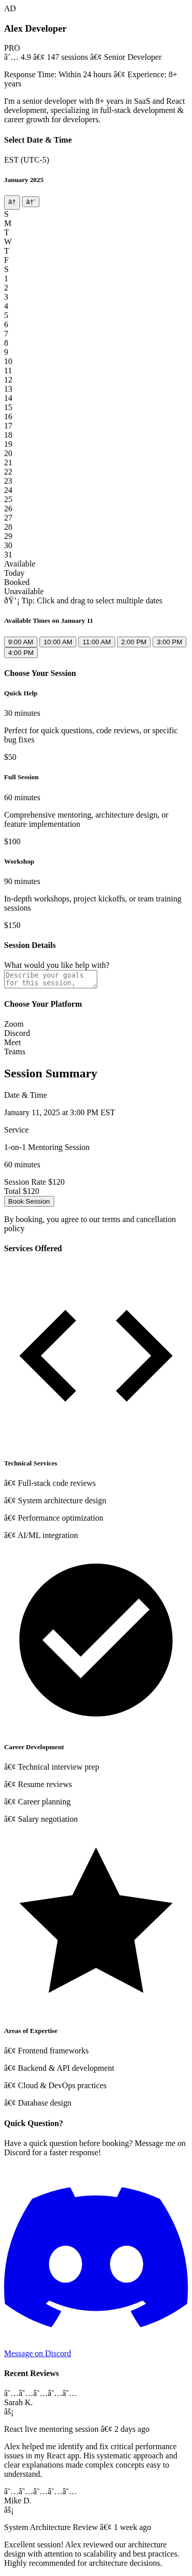 AD
Alex Developer
PRO
â˜… 4.9 â€¢ 147 sessions â€¢ Senior Developer
Response Time: Within 24 hours â€¢ Experience: 8+
years
I'm a senior developer with 8+ years in SaaS and React
development, specializing in full-stack development &
career growth for developers.
Select Date & Time
EST (UTC-5)
January 2025
â† â†’
S
M
T
W
T
F
S
1
2
3
4
5
6
7
8
9
10
11
12
13
14
15
16
17
18
19
20
21
22
23
24
25
26
27
28
29
30
31
Available
Today
Booked
Unavailable
ðŸ’¡ Tip: Click and drag to select multiple dates
Available Times on January 11
9:00 AM 10:00 AM 11:00 AM 2:00 PM 3:00 PM
4:00 PM
Choose Your Session
Quick Help
30 minutes
Perfect for quick questions, code reviews, or specific
bug fixes
$50
Full Session
60 minutes
Comprehensive mentoring, architecture design, or
feature implementation
$100
Workshop
90 minutes
In-depth workshops, project kickoffs, or team training
sessions
$150
Session Details
What would you like help with?
Describe your goals
for this session,
Choose Your Platform
Zoom
Discord
Meet
Teams
Session Summary
Date & Time
January 11, 2025 at 3:00 PM EST
Service
1-on-1 Mentoring Session
60 minutes
Session Rate $120
Total $120
Book Session
By booking, you agree to our terms and cancellation
policy
Services Offered
Technical Services
â€¢ Full-stack code reviews
â€¢ System architecture design
â€¢ Performance optimization
â€¢ AI/ML integration
Career Development
â€¢ Technical interview prep
â€¢ Resume reviews
â€¢ Career planning
â€¢ Salary negotiation
Areas of Expertise
â€¢ Frontend frameworks
â€¢ Backend & API development
â€¢ Cloud & DevOps practices
â€¢ Database design
Quick Question?
Have a quick question before booking? Message me on
Discord for a faster response!
Message on Discord
Recent Reviews
â˜…â˜…â˜…â˜…â˜…
Sarah K.
âš¡
React live mentoring session â€¢ 2 days ago
Alex helped me identify and fix critical performance
issues in my React app. His systematic approach and
clear explanations made complex concepts easy to
understand.
â˜…â˜…â˜…â˜…â˜…
Mike D.
âš¡
System Architecture Review â€¢ 1 week ago
Excellent session! Alex reviewed our architecture
design with attention to scalability and best practices.
Highly recommended for architecture decisions.